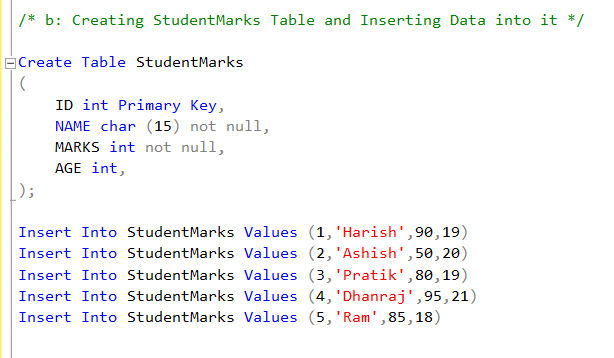 /* b: Creating StudentMarks Table and Inserting Data into it */
Create Table StudentMarks
(
ID int Primary Key,
NAME char (15) not null,
MARKS int not null,
AGE int,
);
Insert Into StudentMarks Values (1,'Harish',90,19)
Insert Into StudentMarks Values (2,'Ashish',50,20)
Insert Into StudentMarks Values (3,'Pratik',80,19)
Insert Into StudentMarks Values (4,'Dhanraj',95,21)
Insert Into StudentMarks Values (5,'Ram',85,18)